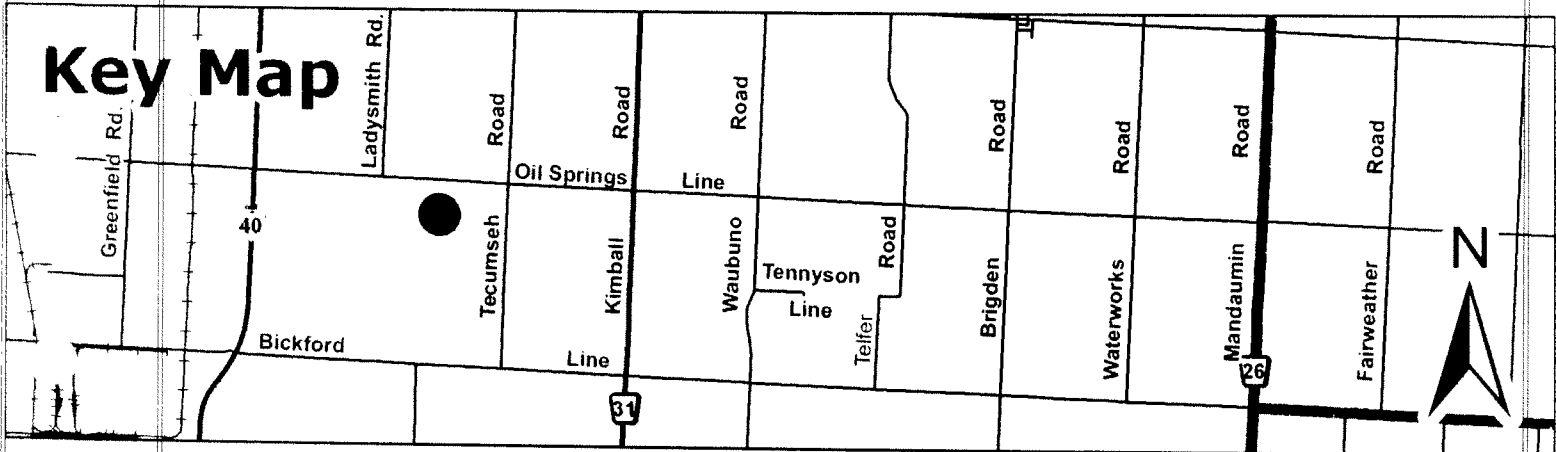 Key Map
Greenfield Rd.
40
Ladysmith Rd.
Tecumseh Road
Oil Springs Line
Kimball Road
31
Waubuno Road
Tennyson Line
Telfer Road
Brigden Road
Waterworks Road
Mandaumin Road
26
Fairweather Road
Bickford Line
N